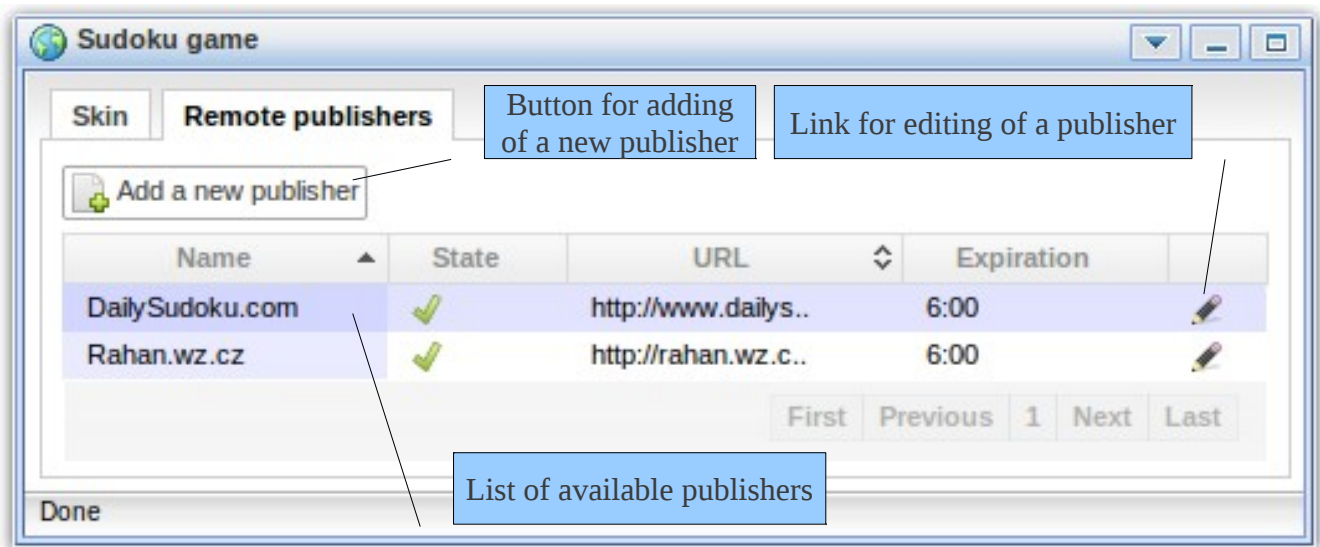 Sudoku game
Skin Remote publishers
Button for adding
of a new publisher
Link for editing of a publisher
Add a new publisher
Name State URL Expiration
DailySudoku.com http://www.dailys.. 6:00
Rahan.wz.cz http://rahan.wz.c.. 6:00
First Previous 1 Next Last
List of available publishers
Done